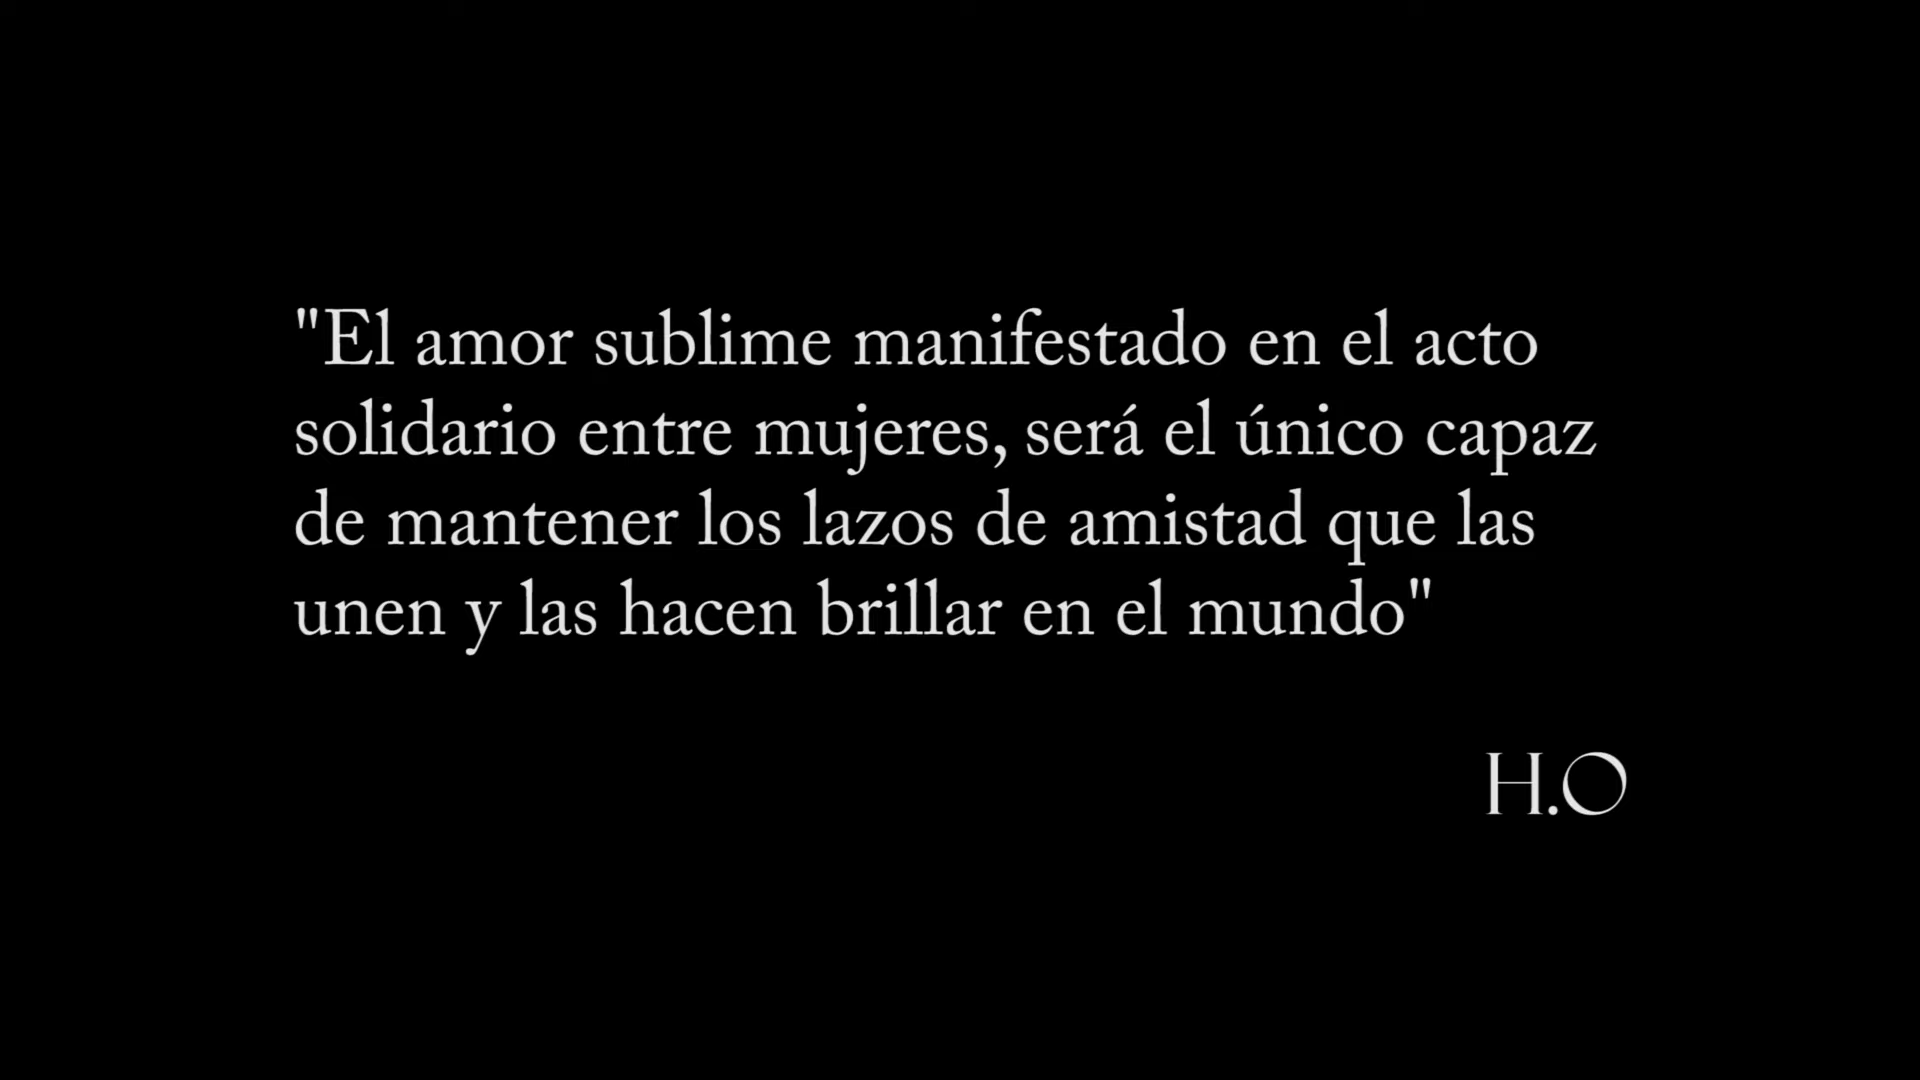 "El amor sublime manifestado en el acto
solidario entre mujeres, será el único capaz
de mantener los lazos de amistad que las
unen y las hacen brillar en el mundo"
H.O